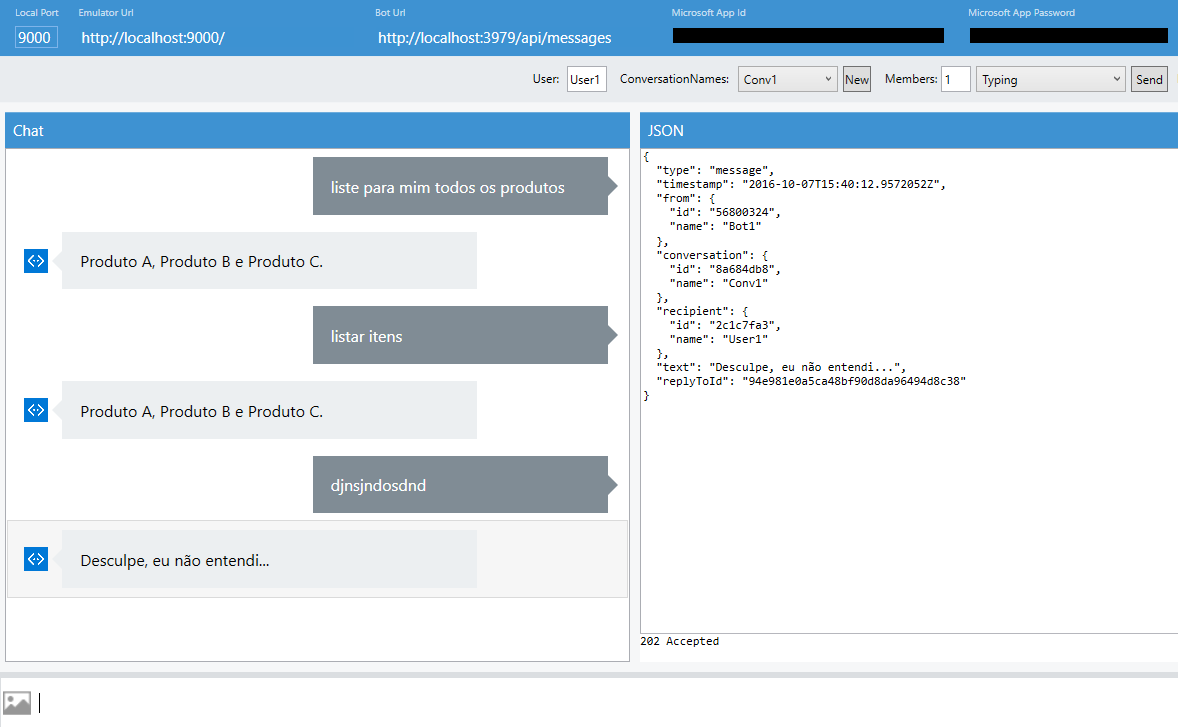 Local Port Emulator Url Bot Url Microsoft App Id Microsoft App Password
9000 http://localhost:9000/ http://localhost:3979/api/messages
User: User1 ConversationNames: Conv1 New Members: 1 Typing Send
Chat
liste para mim todos os produtos
Produto A, Produto B e Produto C.
listar itens
Produto A, Produto B e Produto C.
djnsjndosdnd
Desculpe, eu não entendi...
JSON
{
"type": "message",
"timestamp": "2016-10-07T15:40:12.9572052Z",
"from": {
"id": "56800324",
"name": "Bot1"
},
"conversation": {
"id": "8a684db8",
"name": "Conv1"
},
"recipient": {
"id": "2c1c7fa3",
"name": "User1"
},
"text": "Desculpe, eu não entendi...",
"replyToId": "94e981e0a5ca48bf90d8da96494d8c38"
}
202 Accepted